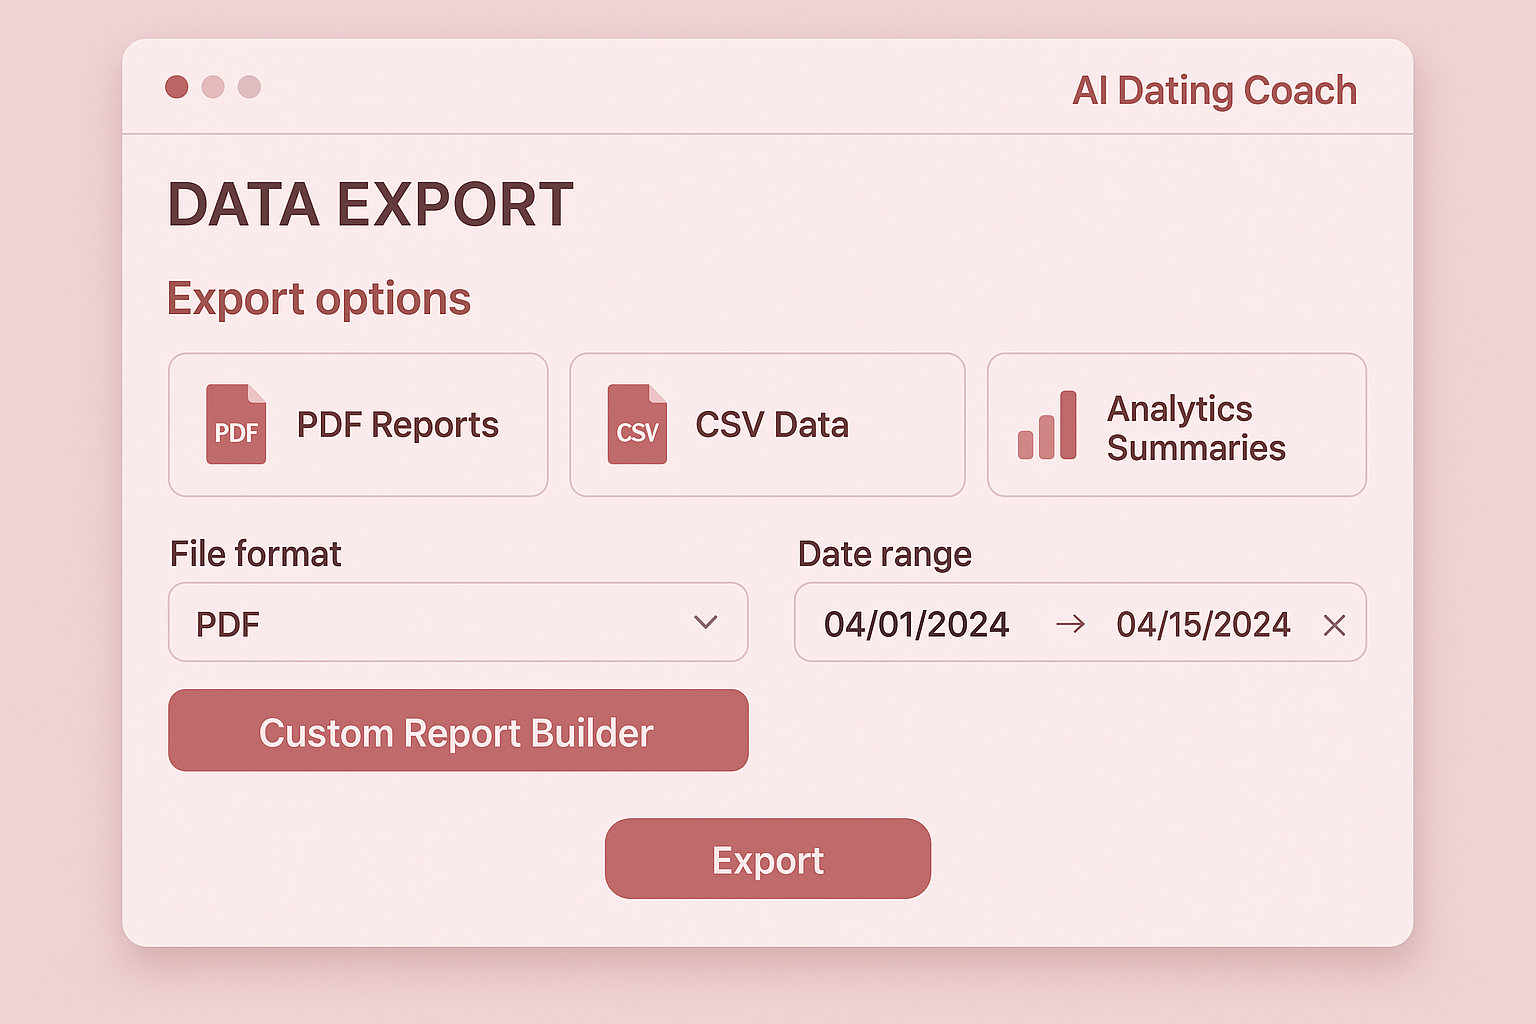 AI Dating Coach
DATA EXPORT
Export options
PDF
PDF Reports
CSV
CSV Data
Analytics
Summaries
File format
Date range
PDF
04/01/2024 → 04/15/2024 ×
Custom Report Builder
Export